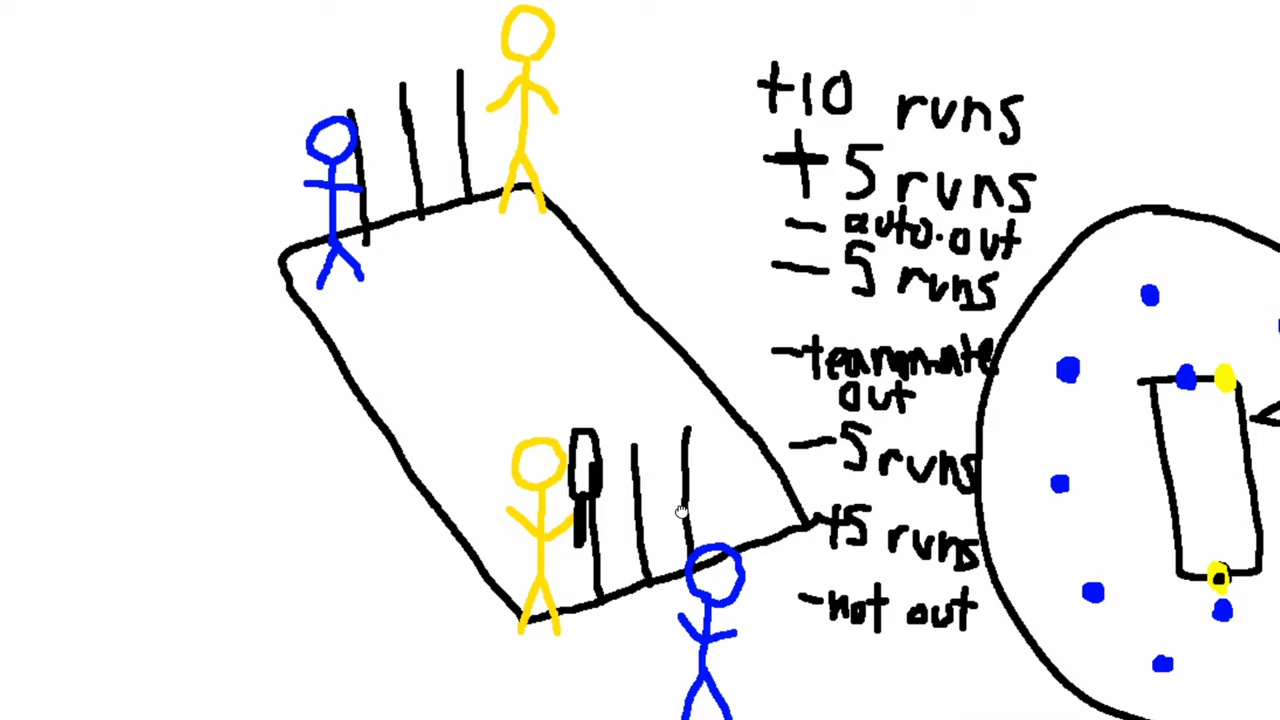 +10 runs
+5 runs
- auto.out
- 5 runs
-teammate
out
-5 runs
+5 runs
-not out